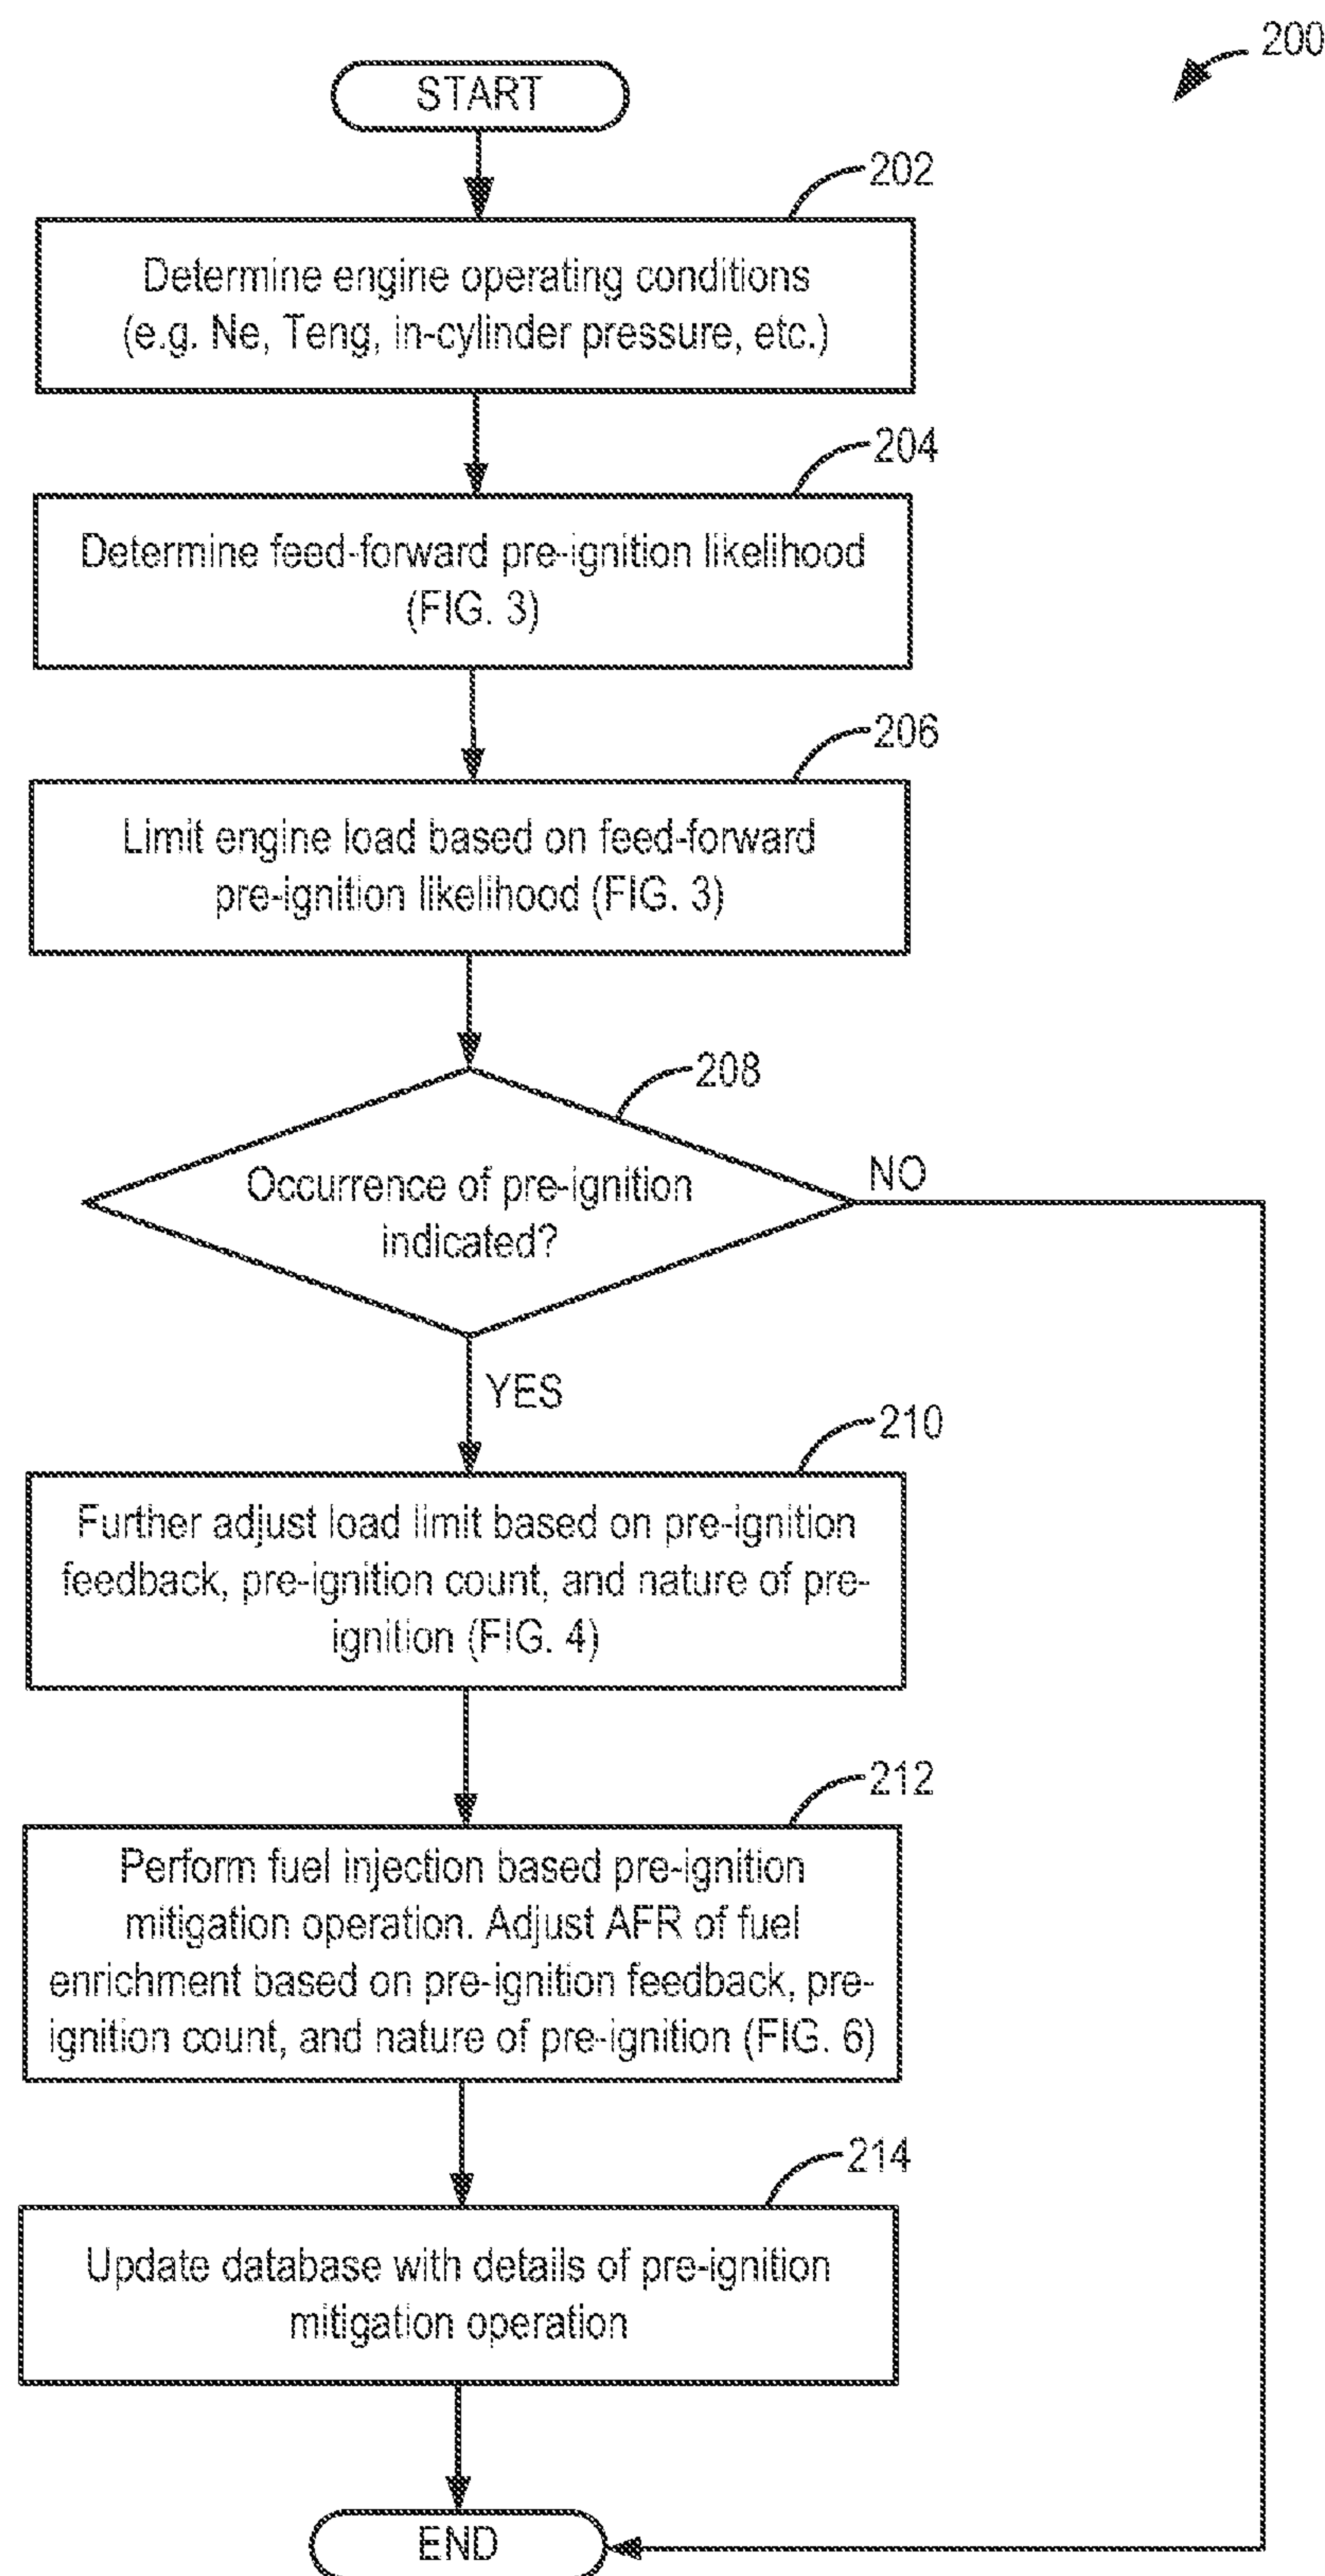 200
START
202
Determine engine operating conditions
(e.g. Ne, Teng, in-cylinder pressure, etc.)
204
Determine feed-forward pre-ignition likelihood
(FIG. 3)
206
Limit engine load based on feed-forward
pre-ignition likelihood (FIG. 3)
208
Occurrence of pre-ignition
indicated?
NO
YES
210
Further adjust load limit based on pre-ignition
feedback, pre-ignition count, and nature of pre-
ignition (FIG. 4)
212
Perform fuel injection based pre-ignition
mitigation operation. Adjust AFR of fuel
enrichment based on pre-ignition feedback, pre-
ignition count, and nature of pre-ignition (FIG. 6)
214
Update database with details of pre-ignition
mitigation operation
END